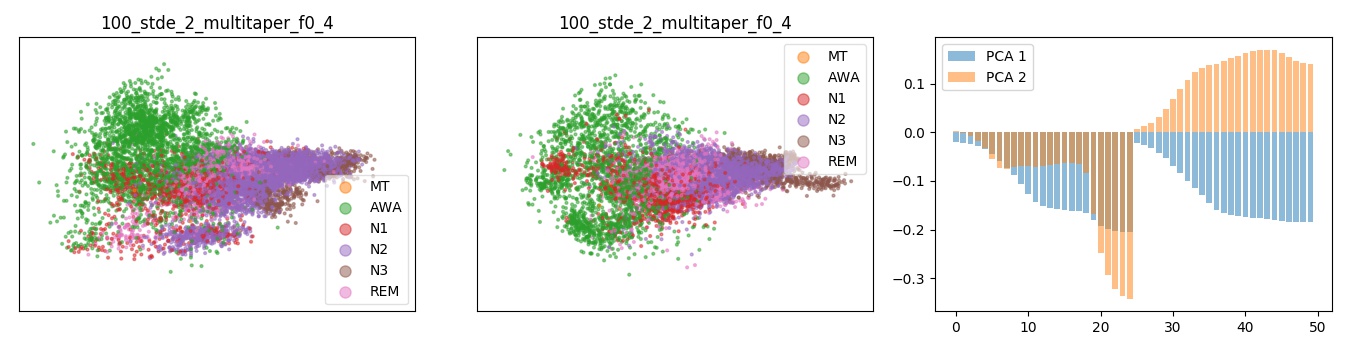 100_stde_2_multitaper_f0_4
MT
AWA
N1
N2
N3
REM
100_stde_2_multitaper_f0_4
MT
AWA
N1
N2
N3
REM
PCA 1
PCA 2
0.1
0.0
−0.1
−0.2
−0.3
0 10 20 30 40 50